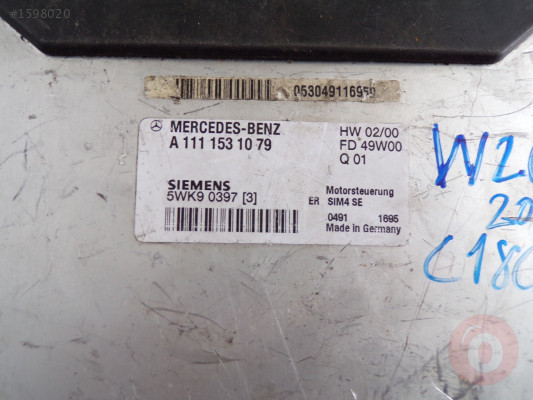 #1598020
053049116959
MERCEDES-BENZ
A 111 153 10 79
HW 02/00
FD 49W00
Q 01
SIEMENS
5WK9 0397 [3]
Motorsteuerung
ER SIM4 SE
0491 1695
Made in Germany